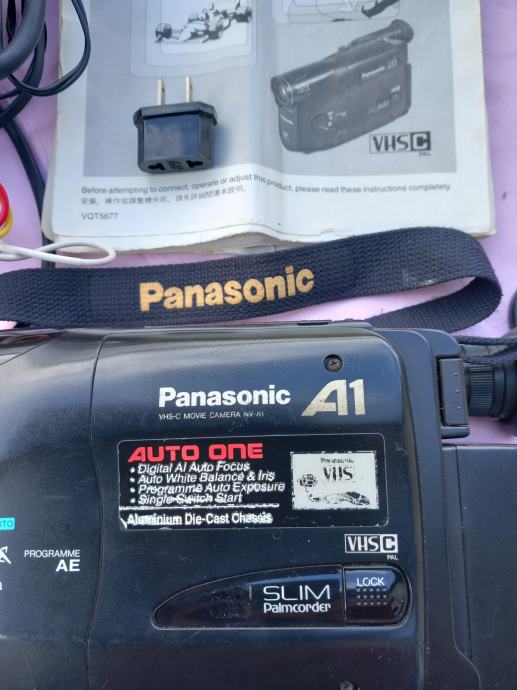 Panasonic
A1
VHS C
PAL
Before attempting to connect, operate or adjust this product, please read these instructions completely.
安裝、操作或調整機件前，請先詳細閱讀本說明。
VQT5677
Panasonic
Panasonic A1
VHS-C MOVIE CAMERA NV-A1
AUTO ONE
• Digital AI Auto Focus
• Auto White Balance & Iris
• Programme Auto Exposure
• Single Switch Start
Aluminium Die-Cast Chassis
Panasonic
VHS
VHS C
PAL
PROGRAMME
AE
SLIM
Palmcorder
LOCK